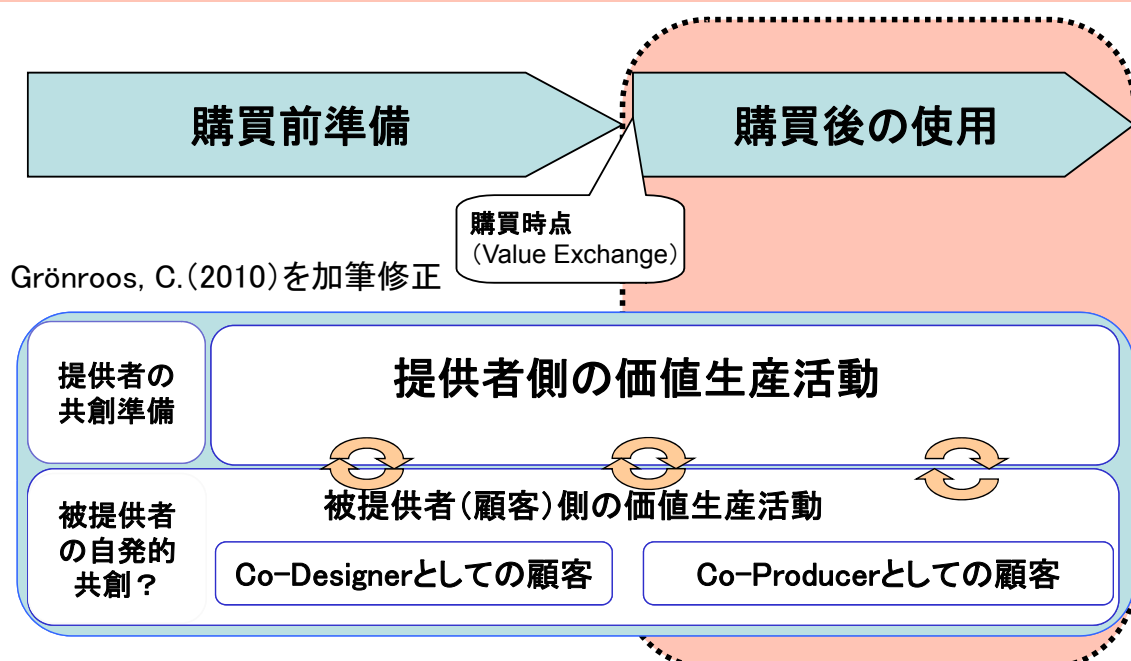 購買前準備
購買後の使用
購買時点
（Value Exchange）
Grönroos, C.(2010)を加筆修正
提供者の
共創準備
提供者側の価値生産活動
被提供者
の自発的
共創？
被提供者（顧客）側の価値生産活動
Co-Designerとしての顧客
Co-Producerとしての顧客